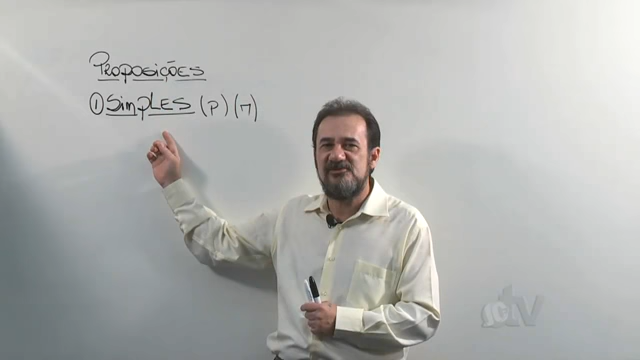 Proposições
① Simples (p) (r)